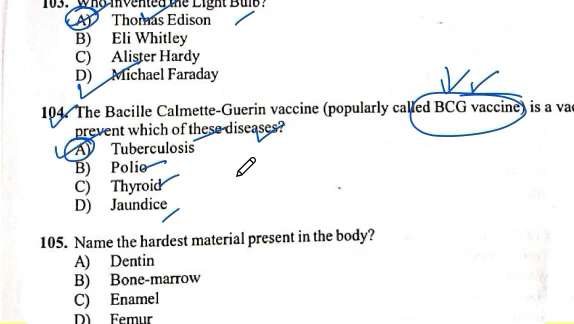 103. Who invented the Light Bulb?
A) Thomas Edison
B) Eli Whitley
C) Alister Hardy
D) Michael Faraday
104. The Bacille Calmette-Guerin vaccine (popularly called BCG vaccine) is a va
prevent which of these diseases?
A) Tuberculosis
B) Polio
C) Thyroid
D) Jaundice
105. Name the hardest material present in the body?
A) Dentin
B) Bone-marrow
C) Enamel
D) Femur